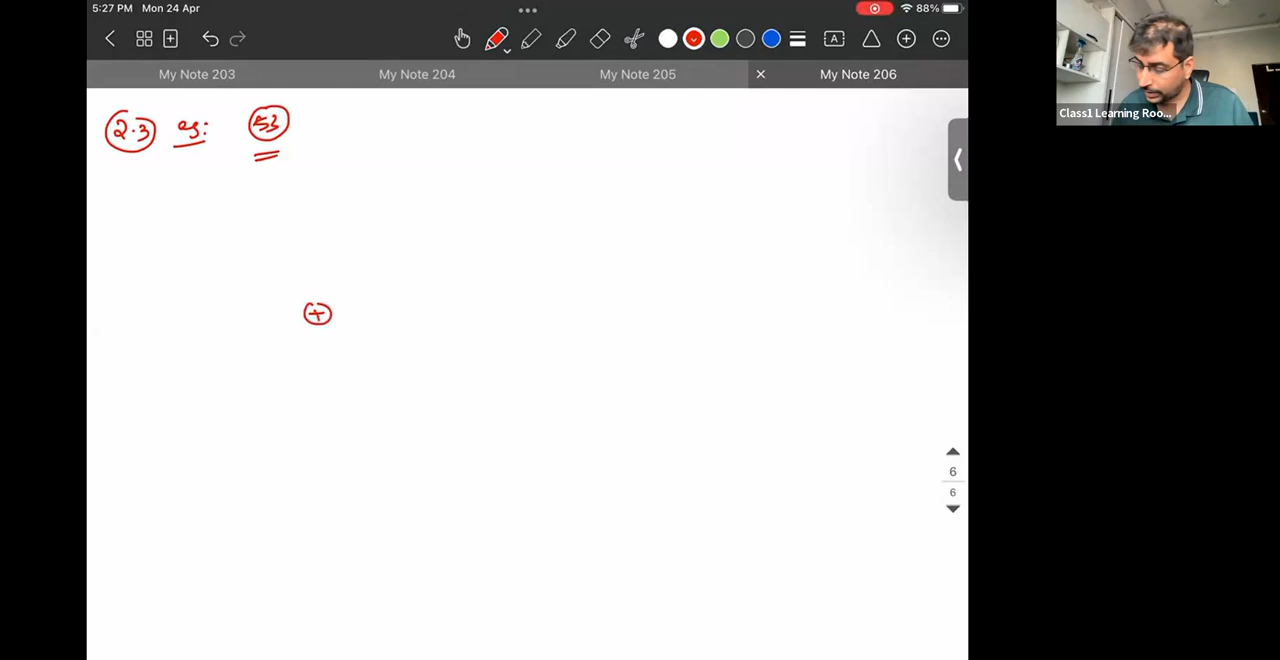 5:27 PM Mon 24 Apr
88%
A
My Note 203
My Note 204
My Note 205
My Note 206
Class1 Learning Roo...
2.3 eg: 53
+
6
6